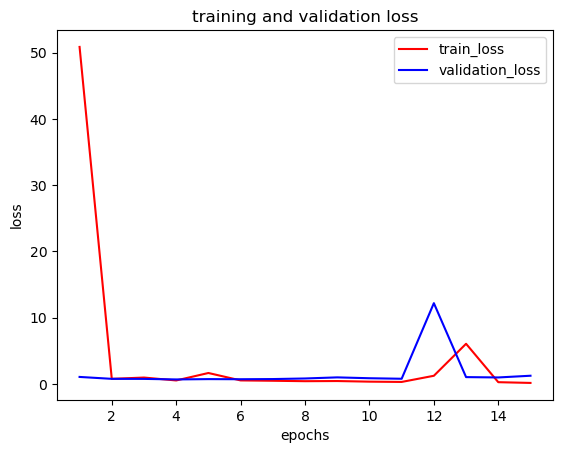 training and validation loss
train_loss
validation_loss
loss
50
40
30
20
10
0
2 4 6 8 10 12 14
epochs